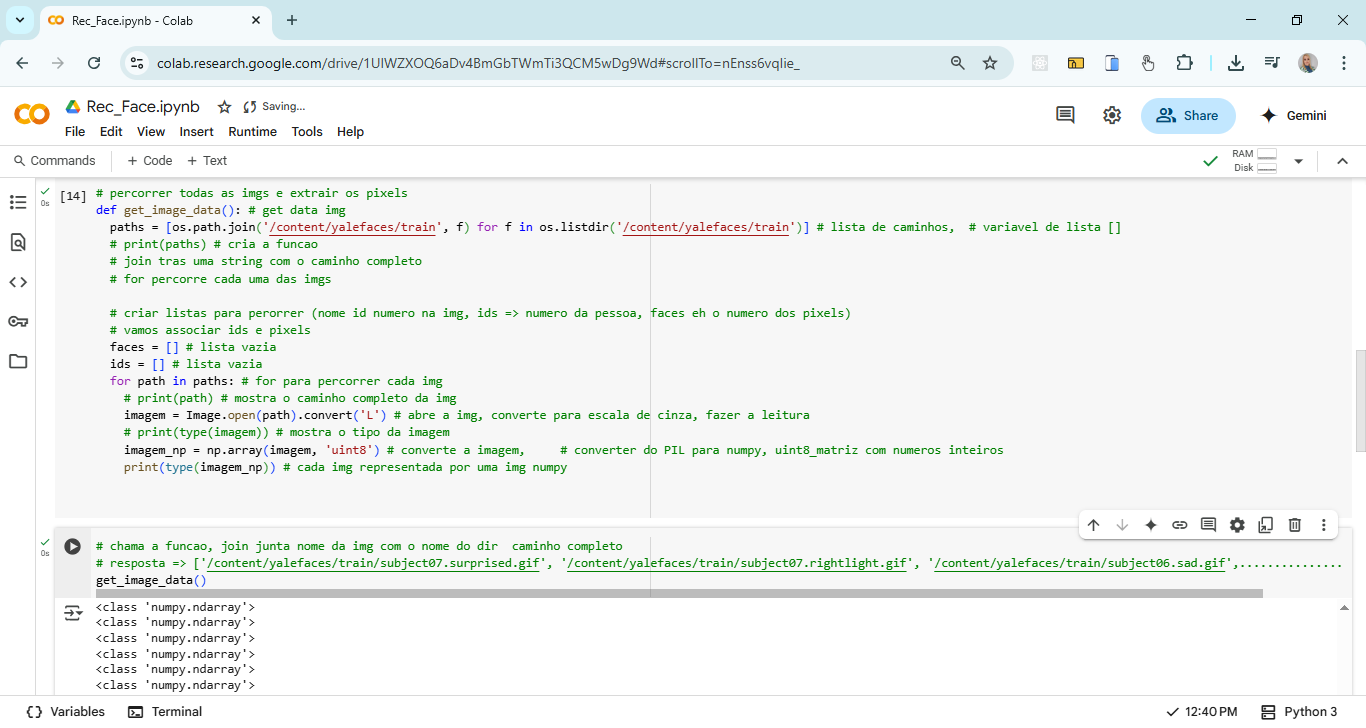 Rec_Face.ipynb - Colab
colab.research.google.com/drive/1UIWZXOQ6aDv4BmGbTWmTi3QCM5wDg9Wd#scrollTo=nEnss6vqlie_
Rec_Face.ipynb Saving...
File Edit View Insert Runtime Tools Help
Share
Gemini
Commands + Code + Text
RAM
Disk
0s
[14] # percorrer todas as imgs e extrair os pixels
def get_image_data(): # get data img
paths = [os.path.join('/content/yalefaces/train', f) for f in os.listdir('/content/yalefaces/train')] # lista de caminhos,  # variavel de lista []
# print(paths) # cria a funcao
# join tras uma string com o caminho completo
# for percorre cada uma das imgs
# criar listas para perorrer (nome id numero na img, ids => numero da pessoa, faces eh o numero dos pixels)
# vamos associar ids e pixels
faces = [] # lista vazia
ids = [] # lista vazia
for path in paths: # for para percorrer cada img
# print(path) # mostra o caminho completo da img
imagem = Image.open(path).convert('L') # abre a img, converte para escala de cinza, fazer a leitura
# print(type(imagem)) # mostra o tipo da imagem
imagem_np = np.array(imagem, 'uint8') # converte a imagem,     # converter do PIL para numpy, uint8_matriz com numeros inteiros
print(type(imagem_np)) # cada img representada por uma img numpy
0s
# chama a funcao, join junta nome da img com o nome do dir  caminho completo
# resposta => ['/content/yalefaces/train/subject07.surprised.gif', '/content/yalefaces/train/subject07.rightlight.gif', '/content/yalefaces/train/subject06.sad.gif',...............
get_image_data()
<class 'numpy.ndarray'>
<class 'numpy.ndarray'>
<class 'numpy.ndarray'>
<class 'numpy.ndarray'>
<class 'numpy.ndarray'>
<class 'numpy.ndarray'>
Variables Terminal
12:40 PM Python 3